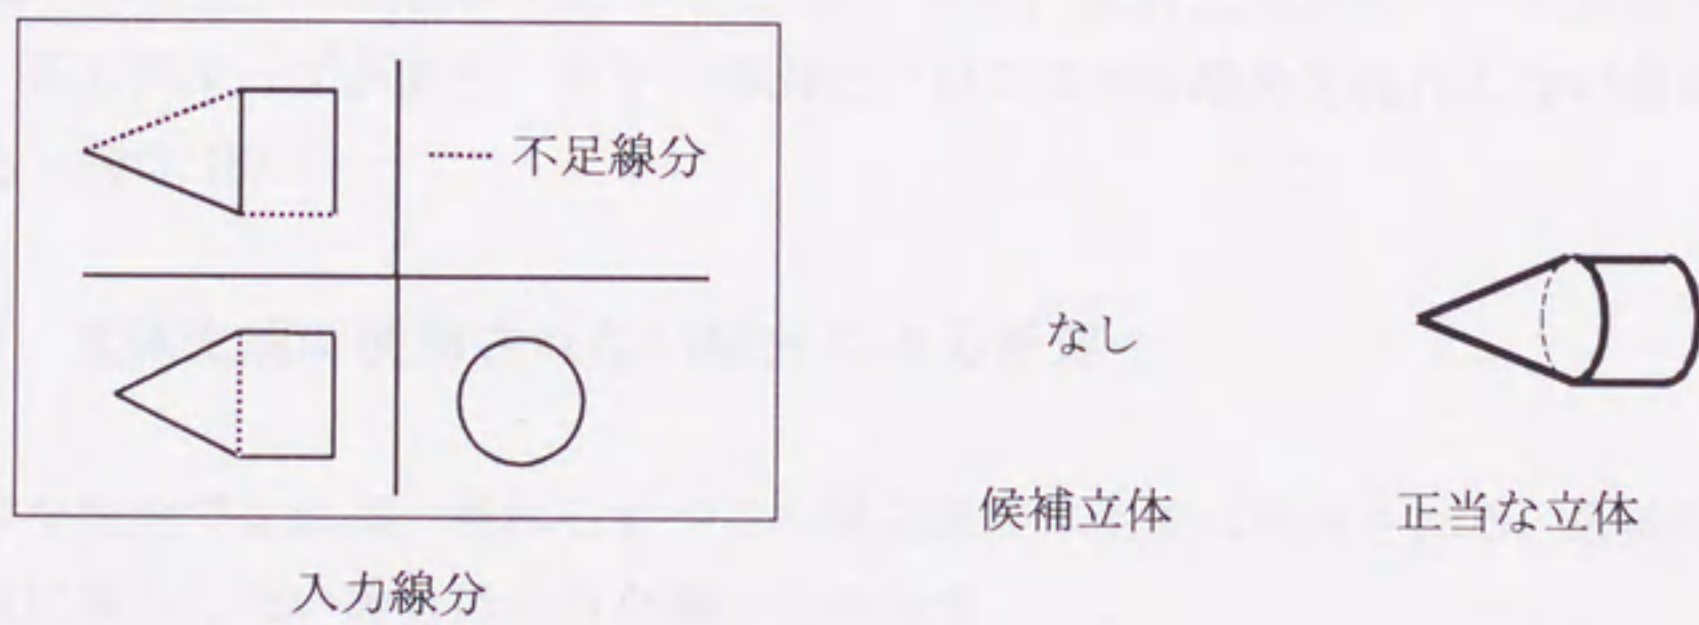 不足線分
なし
候補立体
正当な立体
入力線分